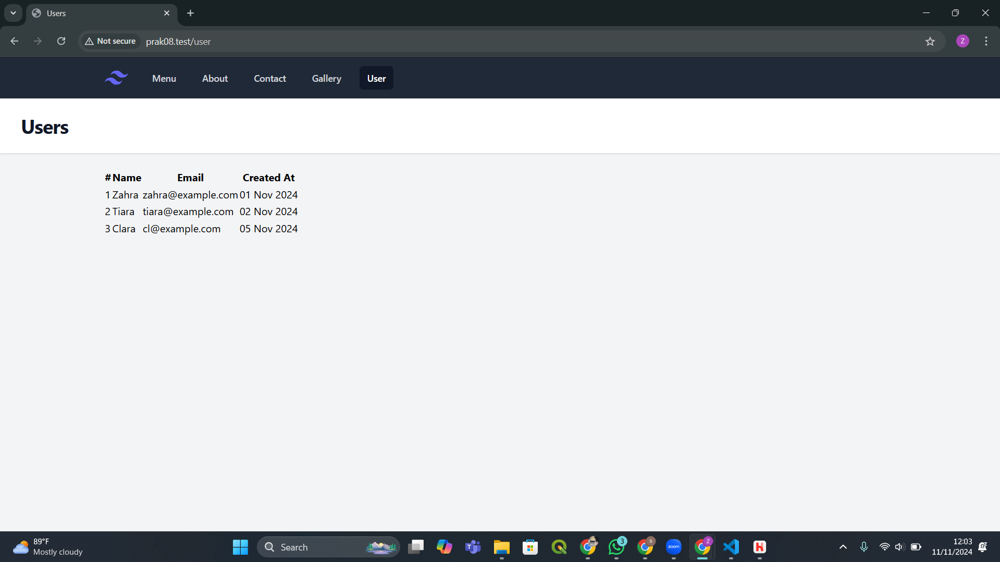 Users
Not secure prak08.test/user Z
Menu About Contact Gallery User
Users
# Name Email Created At
1 Zahra zahra@example.com 01 Nov 2024
2 Tiara tiara@example.com 02 Nov 2024
3 Clara cl@example.com 05 Nov 2024
89°F
Mostly cloudy
Search
T
3
s
zoom
Z
H
12:03
11/11/2024